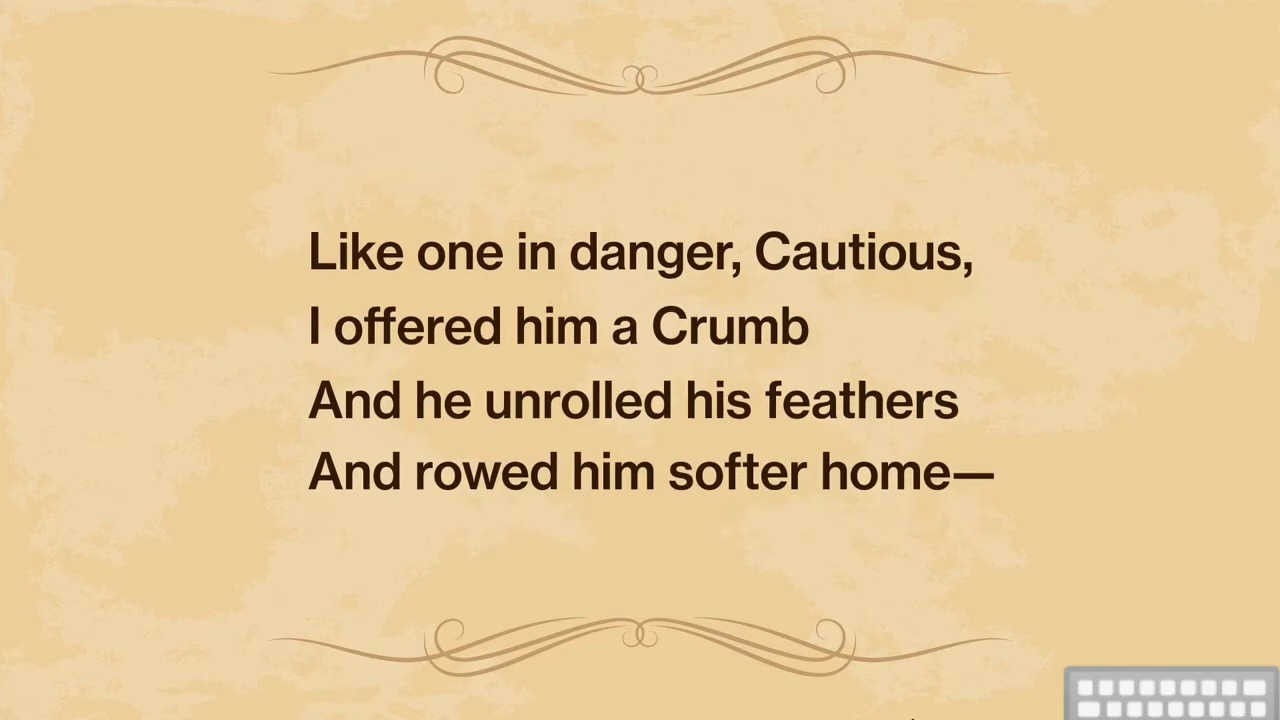 Like one in danger, Cautious,
I offered him a Crumb
And he unrolled his feathers
And rowed him softer home—